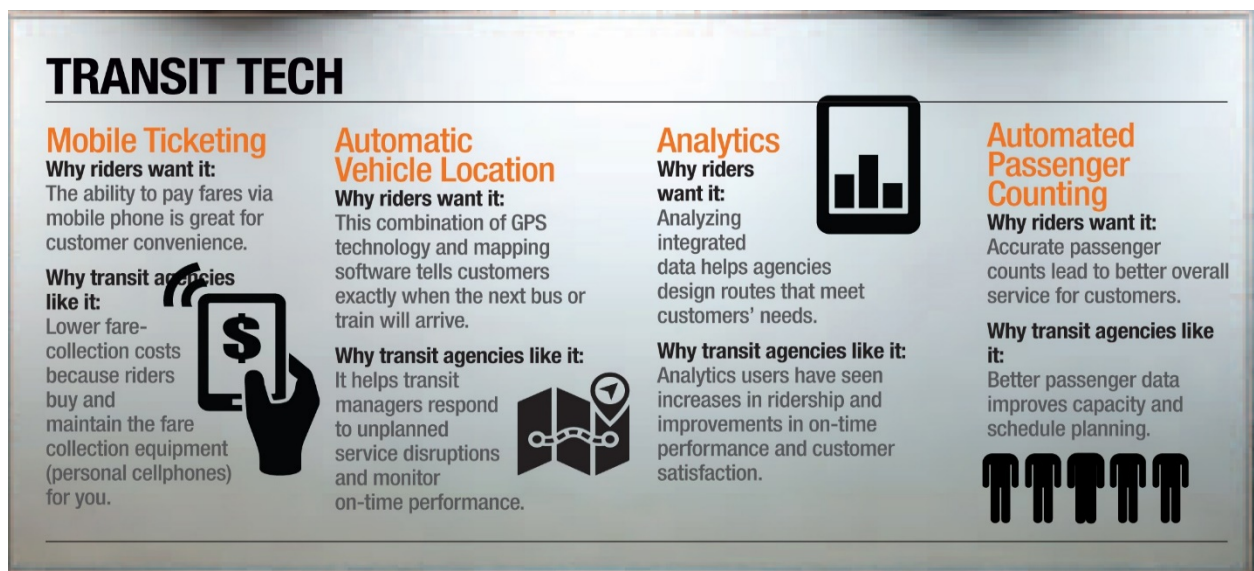 TRANSIT TECH
Mobile Ticketing
Why riders want it:
The ability to pay fares via
mobile phone is great for
customer convenience.
Why transit agencies
like it:
Lower fare-
collection costs
because riders
buy and
maintain the fare
collection equipment
(personal cellphones)
for you.
$
Automatic
Vehicle Location
Why riders want it:
This combination of GPS
technology and mapping
software tells customers
exactly when the next bus or
train will arrive.
Why transit agencies like it:
It helps transit
managers respond
to unplanned
service disruptions
and monitor
on-time performance.
Analytics
Why riders
want it:
Analyzing
integrated
data helps agencies
design routes that meet
customers’ needs.
Why transit agencies like it:
Analytics users have seen
increases in ridership and
improvements in on-time
performance and customer
satisfaction.
Automated
Passenger
Counting
Why riders want it:
Accurate passenger
counts lead to better overall
service for customers.
Why transit agencies like
it:
Better passenger data
improves capacity and
schedule planning.